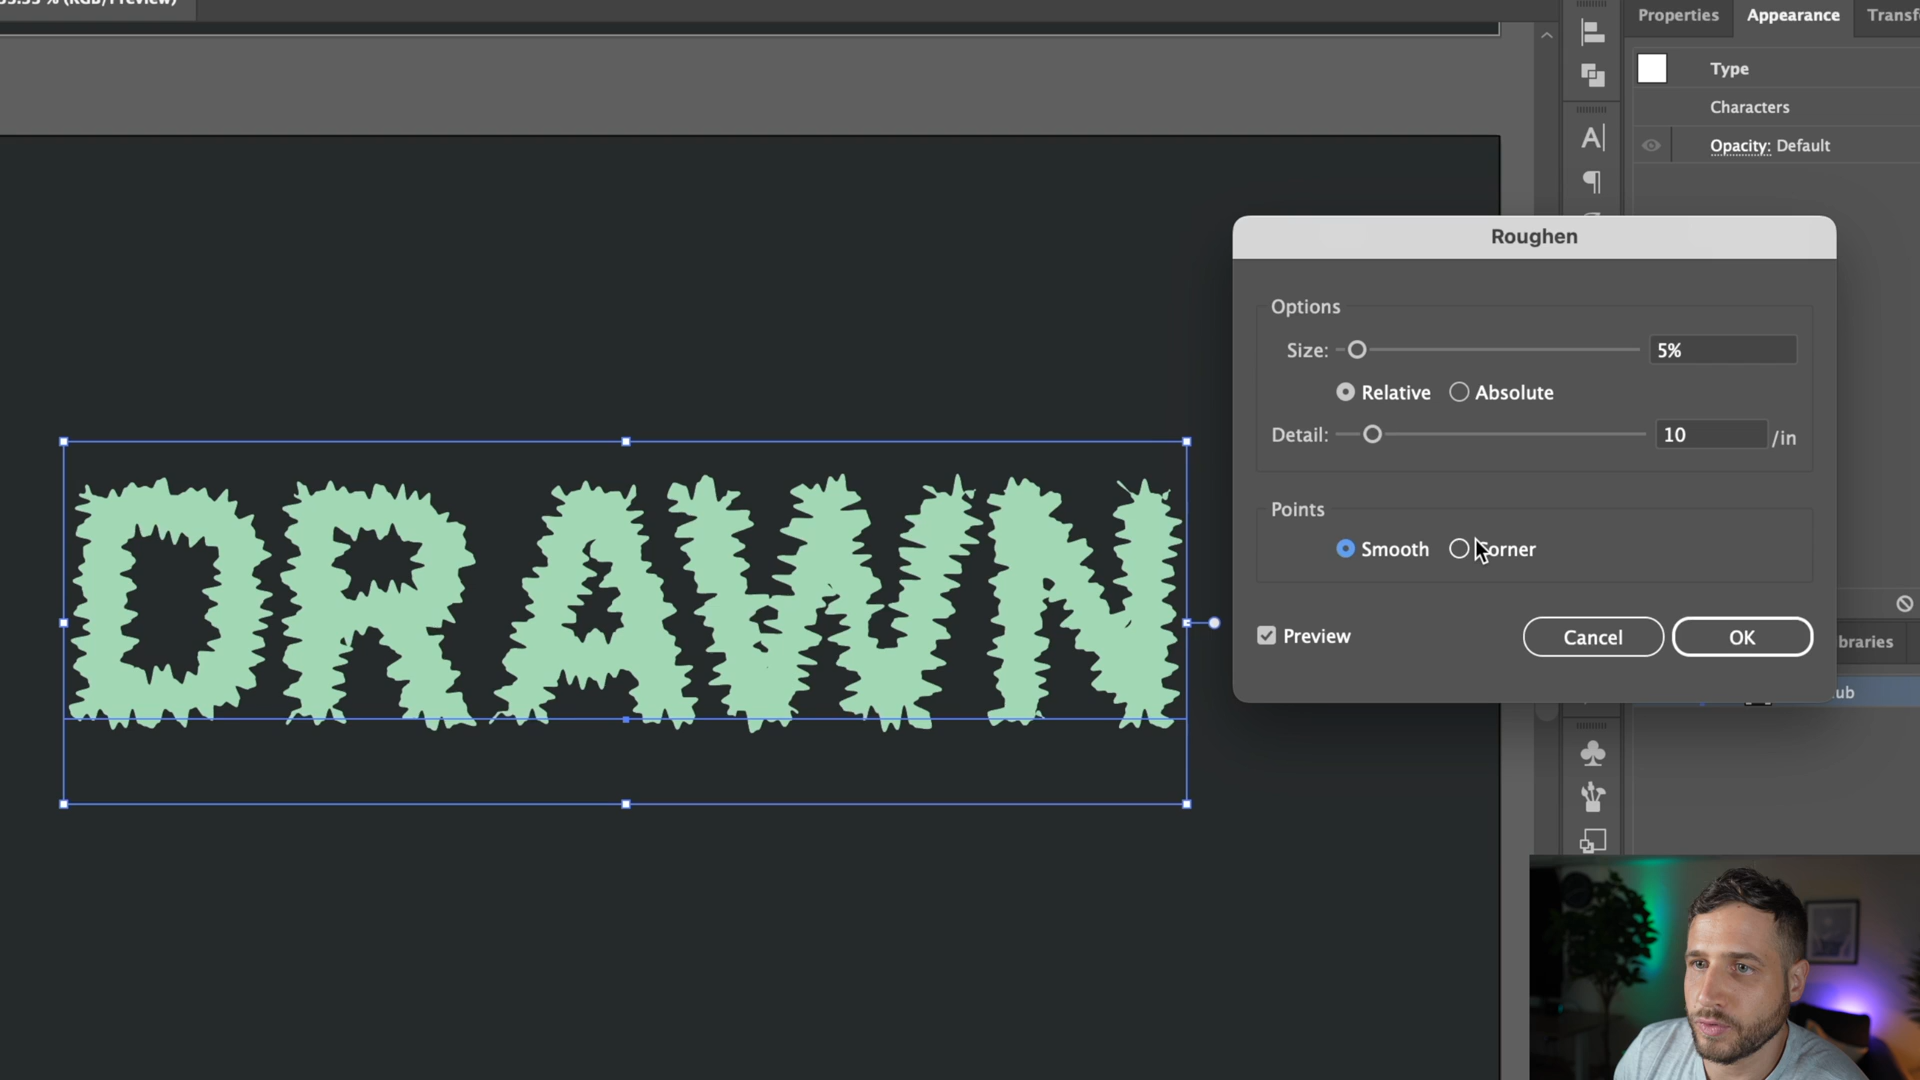 Properties Appearance
Type
Characters
Opacity: Default
Roughen
Options
Size: 5%
Relative Absolute
Detail: 10 /in
Points
Smooth Corner
Preview Cancel OK
DRAWN